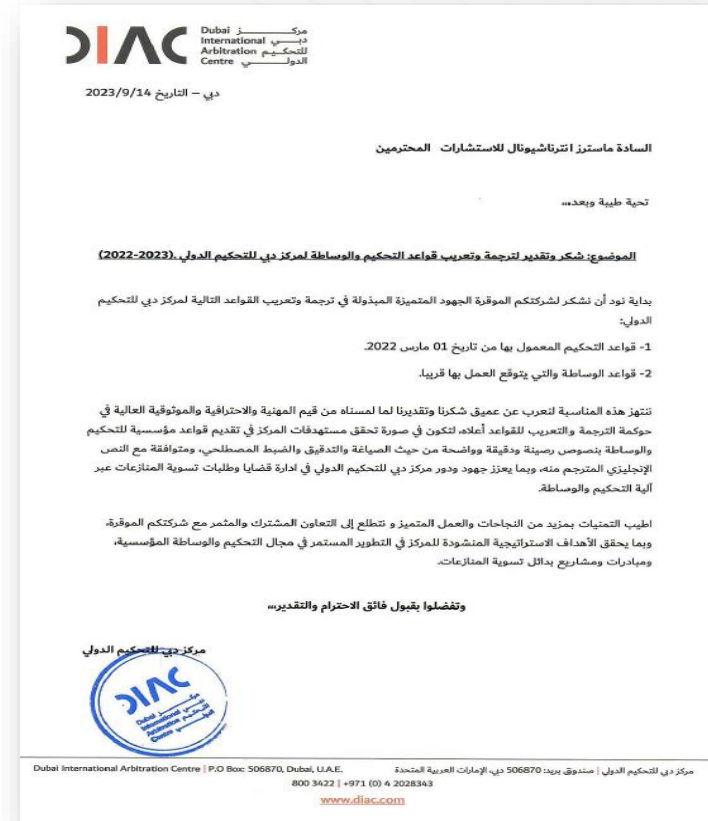 Dubai مركز
International دبي
Arbitration للتحكيم
Centre الدولي
DIAC
دبي – التاريخ 2023/9/14
السادة ماسترز انترناشيونال للاستشارات المحترمين
تحية طيبة وبعد،،،
الموضوع: شكر وتقدير لترجمة وتعريب قواعد التحكيم والوساطة لمركز دبي للتحكيم الدولي .(2023-2022)
بداية نود أن نشكر لشركتكم الموقرة الجهود المتميزة المبذولة في ترجمة وتعريب القواعد التالية لمركز دبي للتحكيم
الدولي:
1- قواعد التحكيم المعمول بها من تاريخ 01 مارس 2022.
2- قواعد الوساطة والتي يتوقع العمل بها قريبا.
ننتهز هذه المناسبة لنعرب عن عميق شكرنا وتقديرنا لما لمسناه من قيم المهنية والاحترافية والموثوقية العالية في
حوكمة الترجمة والتعريب للقواعد أعلاه، لتكون في صورة تحقق مستهدفات المركز في تقديم قواعد مؤسسية للتحكيم
والوساطة بنصوص رصينة ودقيقة وواضحة من حيث الصياغة والتدقيق والضبط المصطلحي، ومتوافقة مع النص
الإنجليزي المترجم منه، وبما يعزز جهود ودور مركز دبي للتحكيم الدولي في ادارة قضايا وطلبات تسوية المنازعات عبر
آلية التحكيم والوساطة.
اطيب التمنيات بمزيد من النجاحات والعمل المتميز و نتطلع إلى التعاون المشترك والمثمر مع شركتكم الموقرة،
وبما يحقق الأهداف الاستراتيجية المنشودة للمركز في التطوير المستمر في مجال التحكيم والوساطة المؤسسية،
ومبادرات ومشاريع بدائل تسوية المنازعات.
وتفضلوا بقبول فائق الاحترام والتقدير،،،
مركز دبي للتحكيم الدولي
DIAC
Dubai مركز
International دبي
Arbitration للتحكيم
Centre الدولي
Dubai International Arbitration Centre | P.O Box: 506870, Dubai, U.A.E. مركز دبي للتحكيم الدولي | صندوق بريد: 506870 دبي، الإمارات العربية المتحدة
800 3422 | +971 (0) 4 2028343
www.diac.com